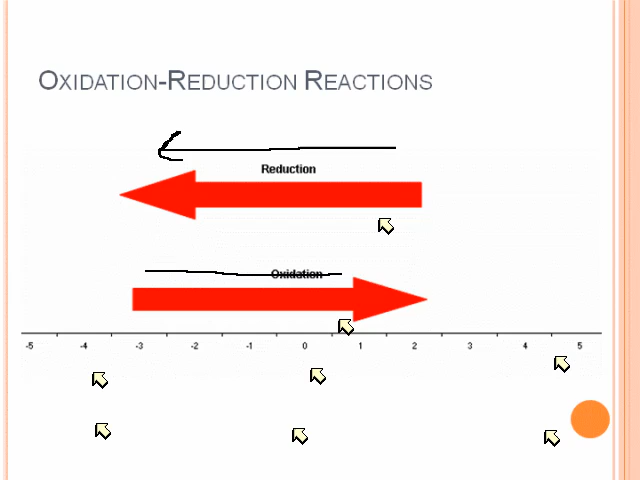 OXIDATION-REDUCTION REACTIONS
Reduction
Oxidation
-5 -4 -3 -2 -1 0 1 2 3 4 5